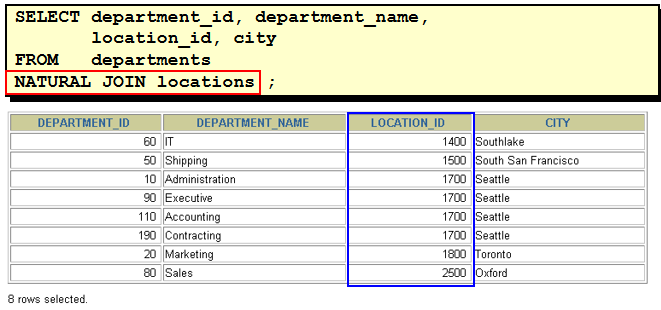 SELECT department_id, department_name,
location_id, city
FROM departments
NATURAL JOIN locations ;
DEPARTMENT_ID DEPARTMENT_NAME LOCATION_ID CITY
60 IT 1400 Southlake
50 Shipping 1500 South San Francisco
10 Administration 1700 Seattle
90 Executive 1700 Seattle
110 Accounting 1700 Seattle
190 Contracting 1700 Seattle
20 Marketing 1800 Toronto
80 Sales 2500 Oxford
8 rows selected.